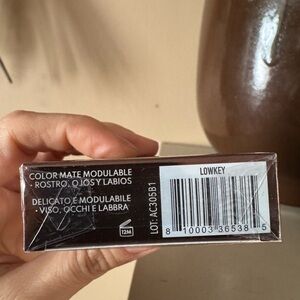 COLOR MATE MODULABLE
- ROSTRO, OJOS Y LABIOS
DELICATO E MODULABILE
- VISO, OCCHI E LABBRA
12M
LOT: AC305B1
LOWKEY
8 10003 36538 5